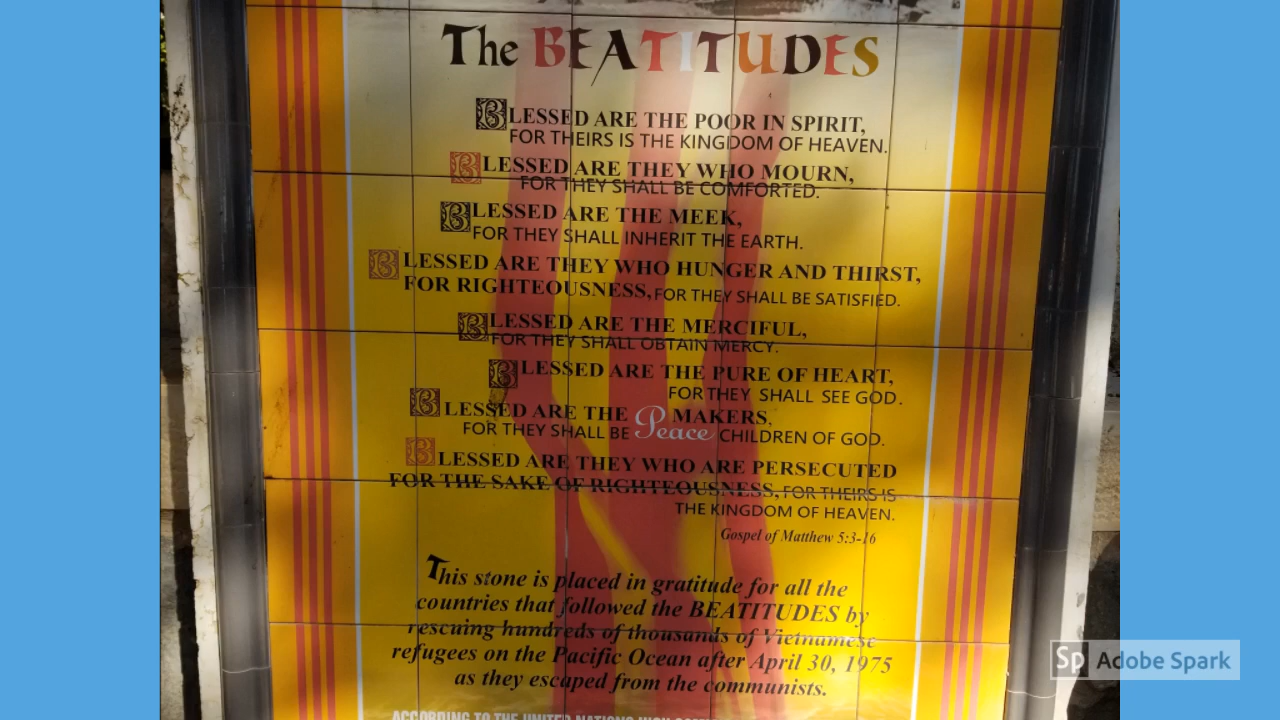 The BEATITUDES
BLESSED ARE THE POOR IN SPIRIT,
FOR THEIRS IS THE KINGDOM OF HEAVEN.
BLESSED ARE THEY WHO MOURN,
FOR THEY SHALL BE COMFORTED.
BLESSED ARE THE MEEK,
FOR THEY SHALL INHERIT THE EARTH.
BLESSED ARE THEY WHO HUNGER AND THIRST,
FOR RIGHTEOUSNESS, FOR THEY SHALL BE SATISFIED.
BLESSED ARE THE MERCIFUL,
FOR THEY SHALL OBTAIN MERCY.
BLESSED ARE THE PURE OF HEART,
FOR THEY SHALL SEE GOD.
BLESSED ARE THE Peace MAKERS,
FOR THEY SHALL BE CHILDREN OF GOD.
BLESSED ARE THEY WHO ARE PERSECUTED
FOR THE SAKE OF RIGHTEOUSNESS, FOR THEIRS IS
THE KINGDOM OF HEAVEN.
Gospel of Matthew 5:3-16
This stone is placed in gratitude for all the
countries that followed the BEATITUDES by
rescuing hundreds of thousands of Vietnamese
refugees on the Pacific Ocean after April 30, 1975
as they escaped from the communists.
ACCORDING TO THE UNITED NATIONS HIGH
Sp Adobe Spark